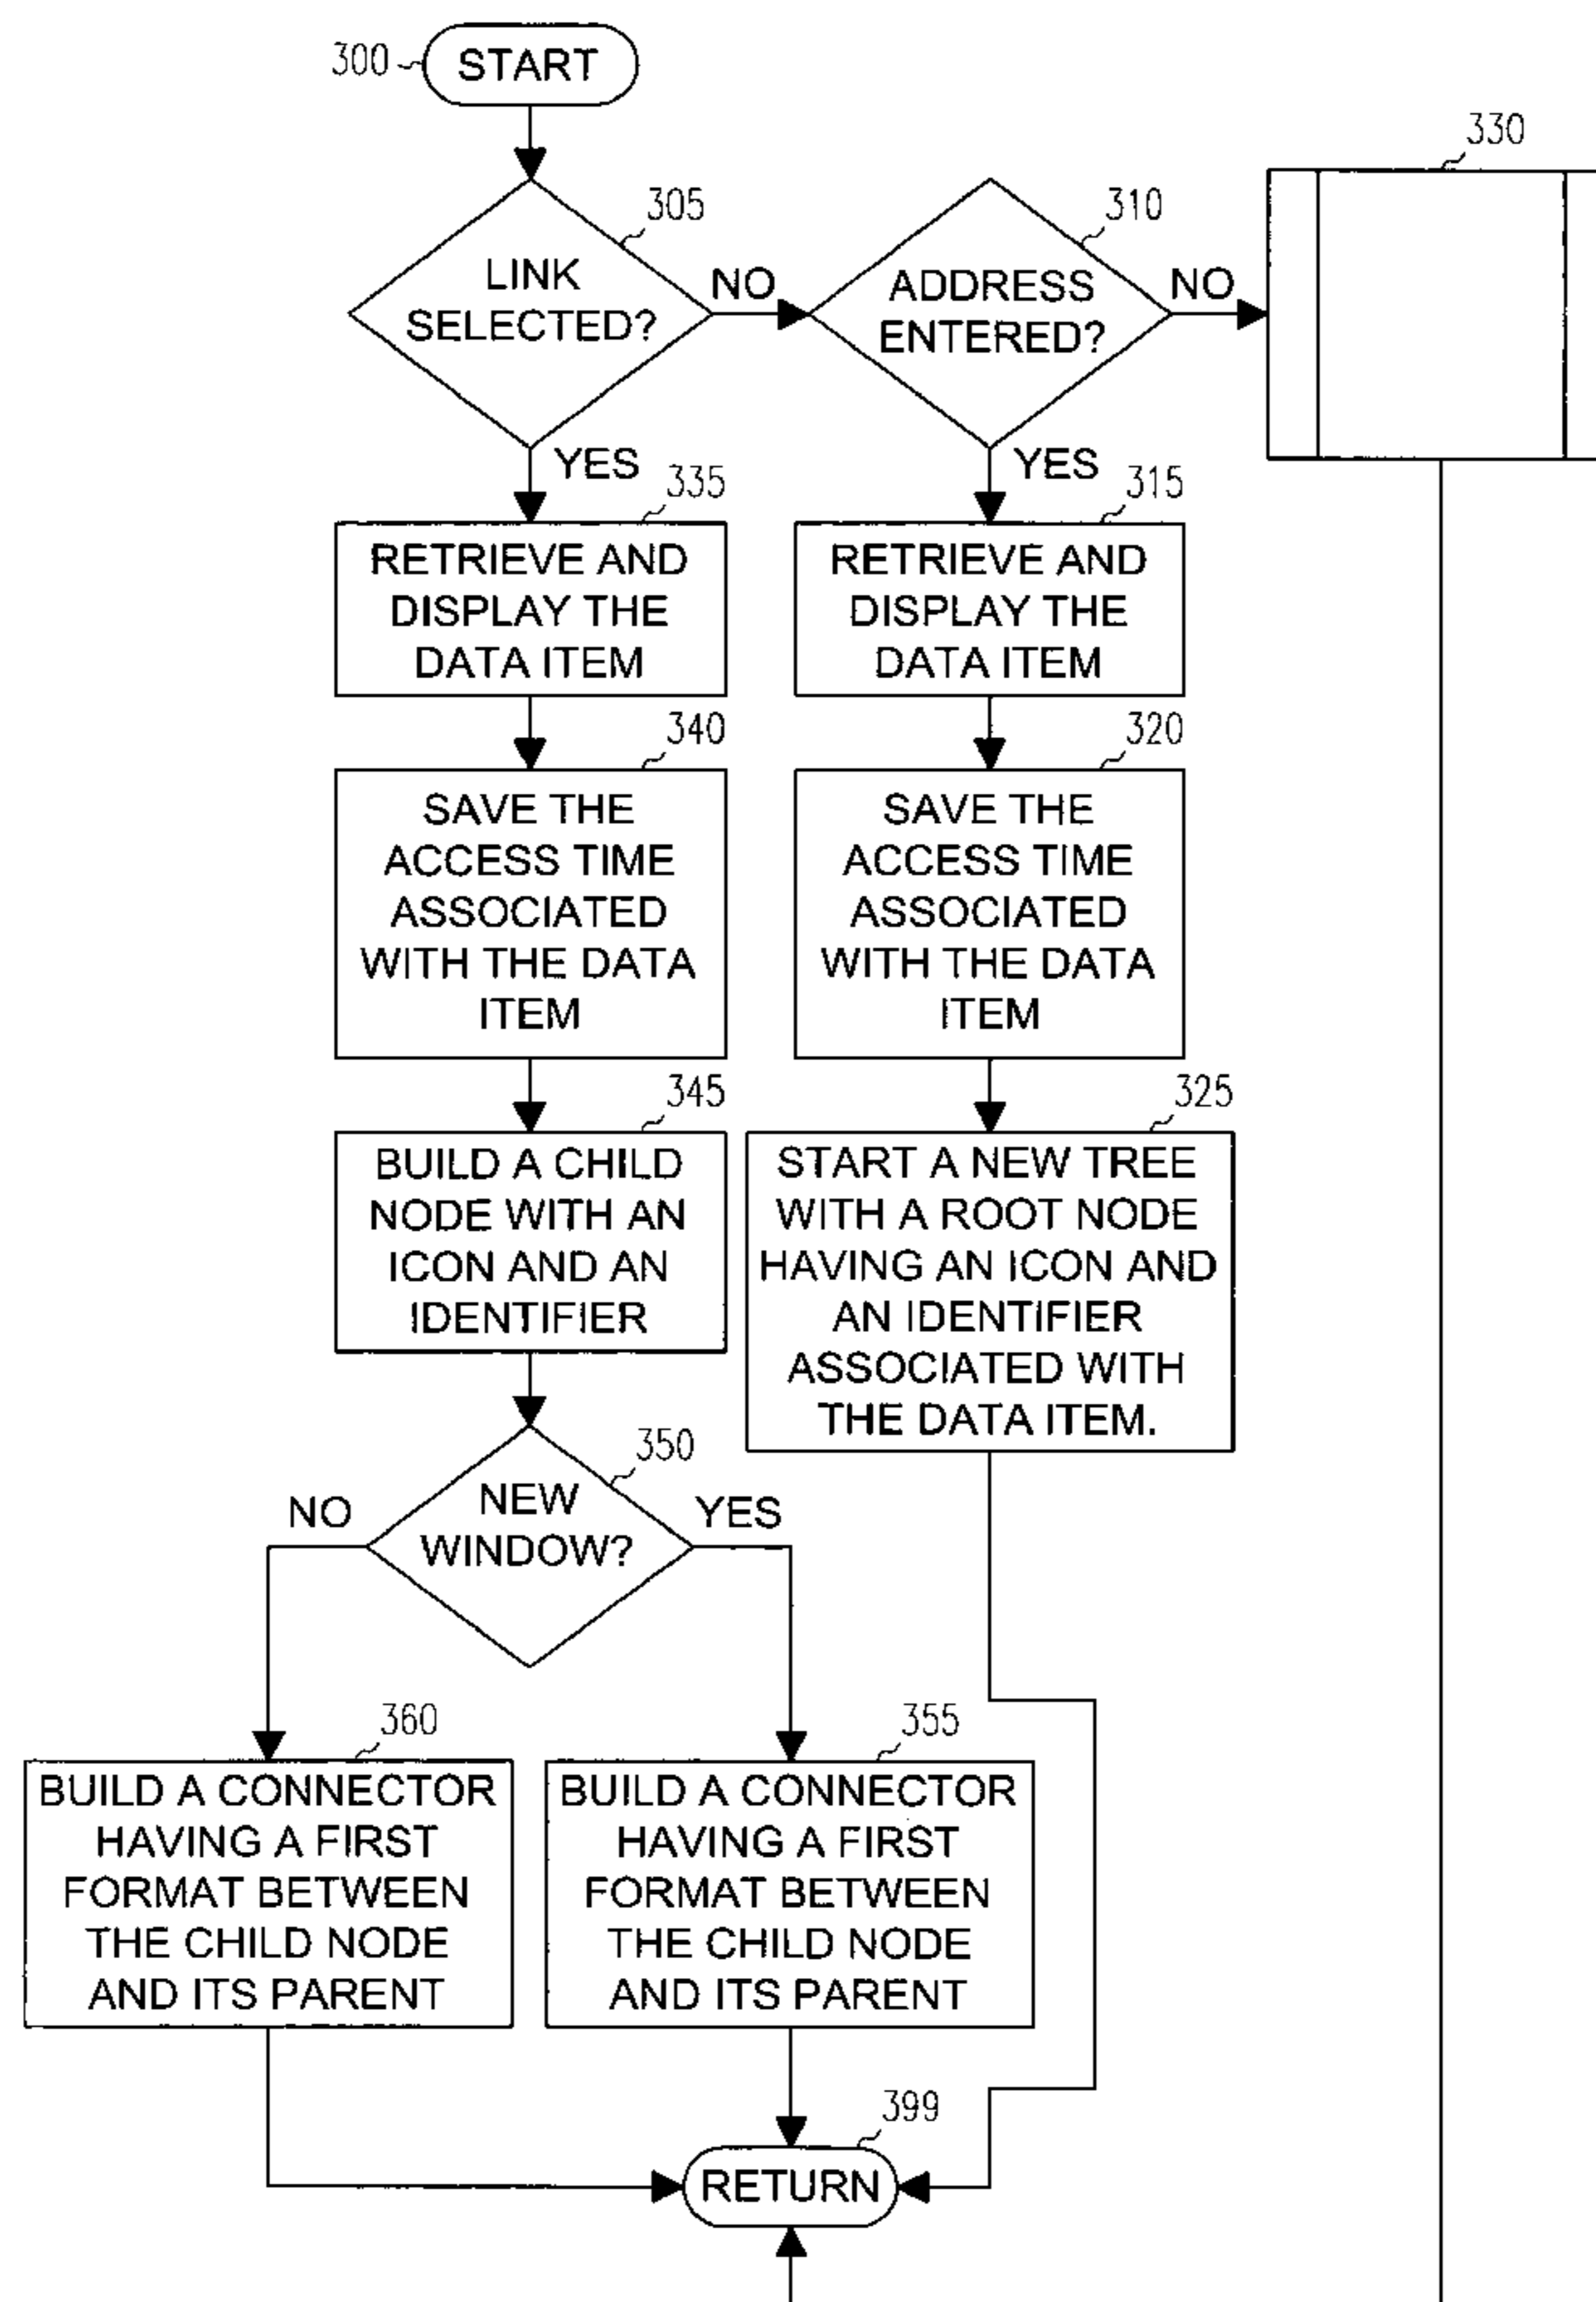 300
START
330
305
LINK
SELECTED?
NO
310
ADDRESS
ENTERED?
NO
YES
YES
335
RETRIEVE AND
DISPLAY THE
DATA ITEM
315
RETRIEVE AND
DISPLAY THE
DATA ITEM
340
SAVE THE
ACCESS TIME
ASSOCIATED
WITH THE DATA
ITEM
320
SAVE THE
ACCESS TIME
ASSOCIATED
WITH THE DATA
ITEM
345
BUILD A CHILD
NODE WITH AN
ICON AND AN
IDENTIFIER
325
START A NEW TREE
WITH A ROOT NODE
HAVING AN ICON AND
AN IDENTIFIER
ASSOCIATED WITH
THE DATA ITEM.
350
NEW
WINDOW?
NO
YES
360
BUILD A CONNECTOR
HAVING A FIRST
FORMAT BETWEEN
THE CHILD NODE
AND ITS PARENT
355
BUILD A CONNECTOR
HAVING A FIRST
FORMAT BETWEEN
THE CHILD NODE
AND ITS PARENT
399
RETURN